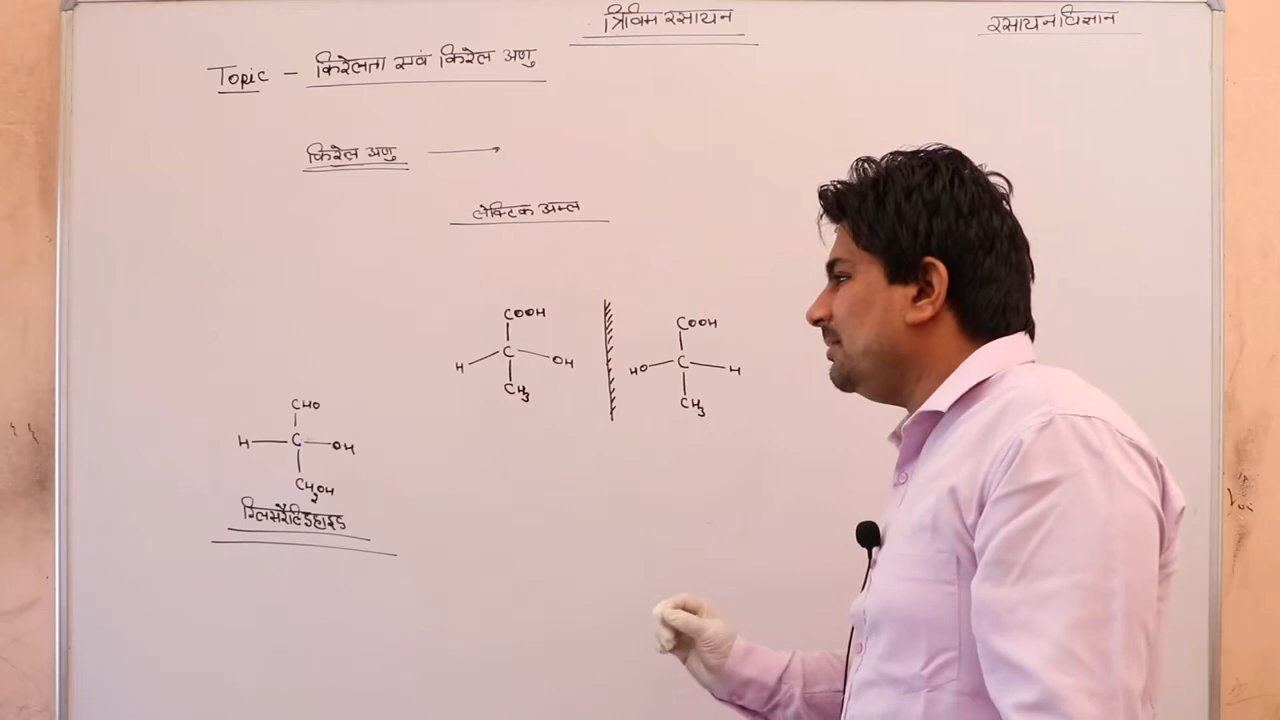 त्रिविम रसायन
रसायन विज्ञान
Topic - किरेलता एवं किरेल अणु
किरेल अणु →
लेक्टिक अम्ल
COOH
H C OH
CH3
COOH
HO C H
CH3
CHO
H C OH
CH2OH
ग्लिसरैल्डिहाइड